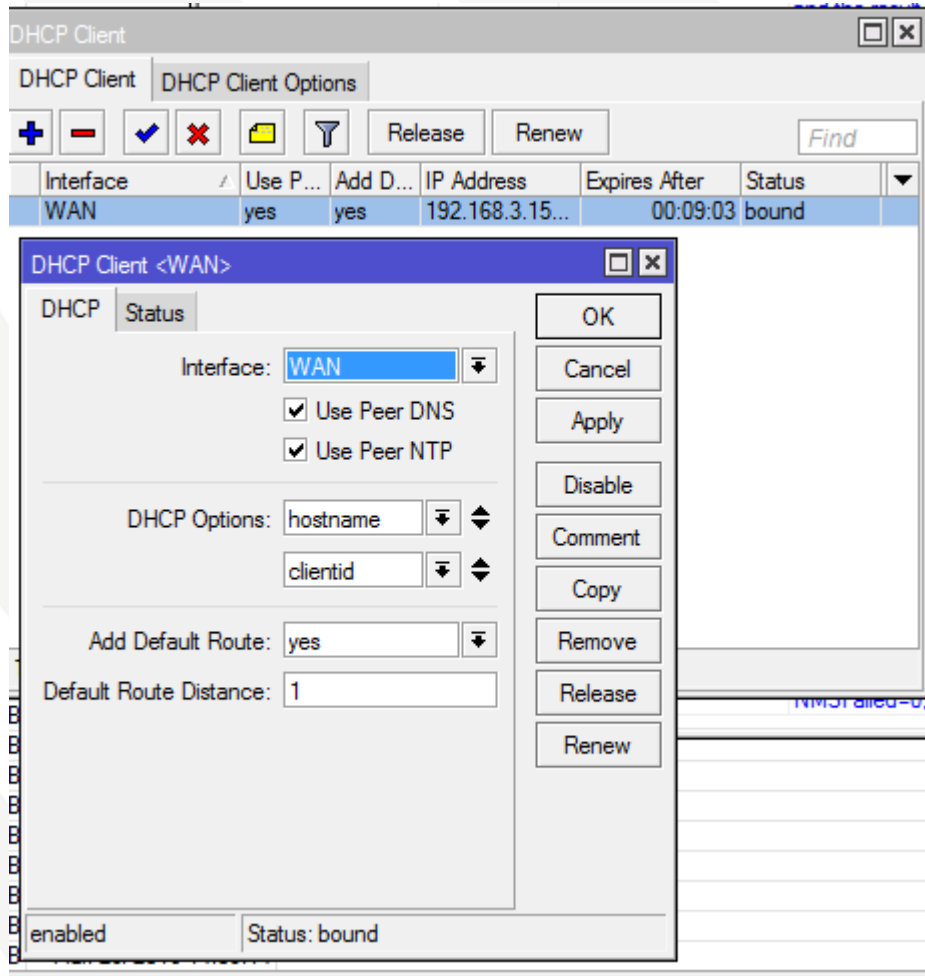 DHCP Client
DHCP Client DHCP Client Options
Release Renew Find
Interface Use P... Add D... IP Address Expires After Status
WAN yes yes 192.168.3.15... 00:09:03 bound
DHCP Client <WAN>
DHCP Status
OK
Interface: WAN
Cancel
Use Peer DNS
Apply
Use Peer NTP
Disable
DHCP Options: hostname
Comment
clientid
Copy
Add Default Route: yes
Remove
Default Route Distance: 1
Release
Renew
enabled Status: bound